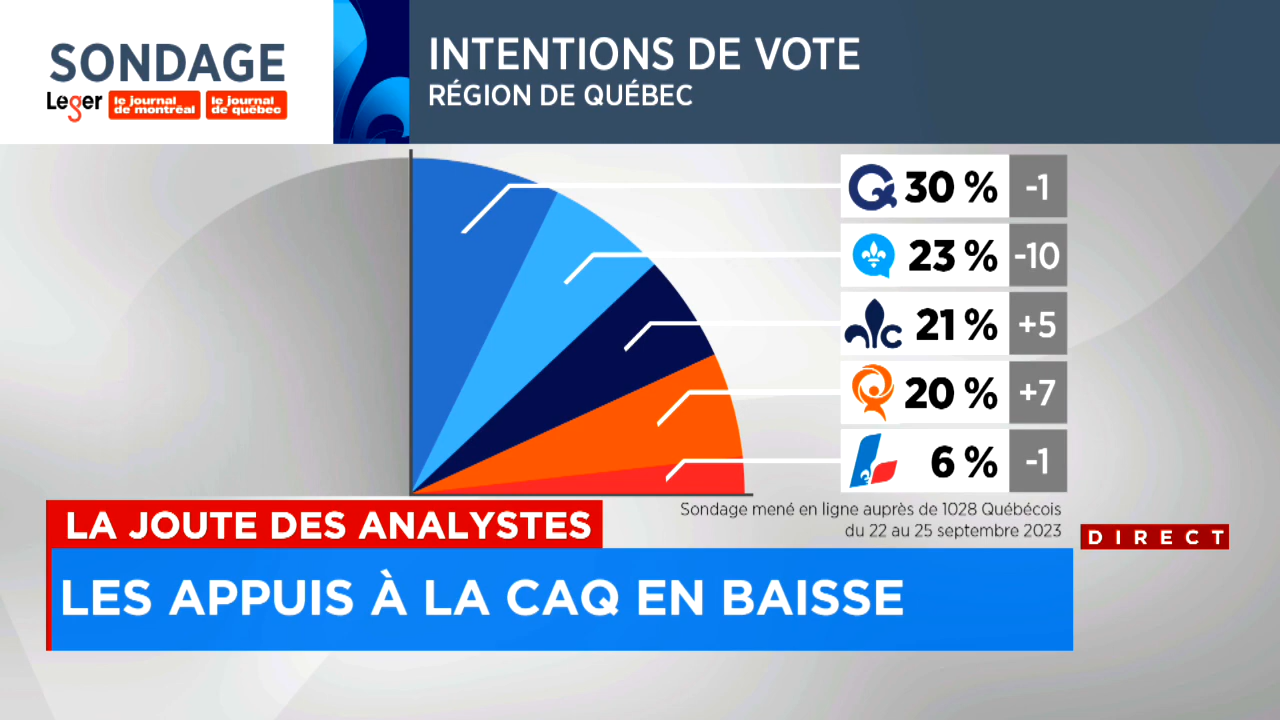 SONDAGE
Leger le journal de montréal le journal de québec
INTENTIONS DE VOTE
RÉGION DE QUÉBEC
30 % -1
23 % -10
C 21 % +5
20 % +7
6 % -1
Sondage mené en ligne auprès de 1028 Québécois
du 22 au 25 septembre 2023
DIRECT
LA JOUTE DES ANALYSTES
LES APPUIS À LA CAQ EN BAISSE